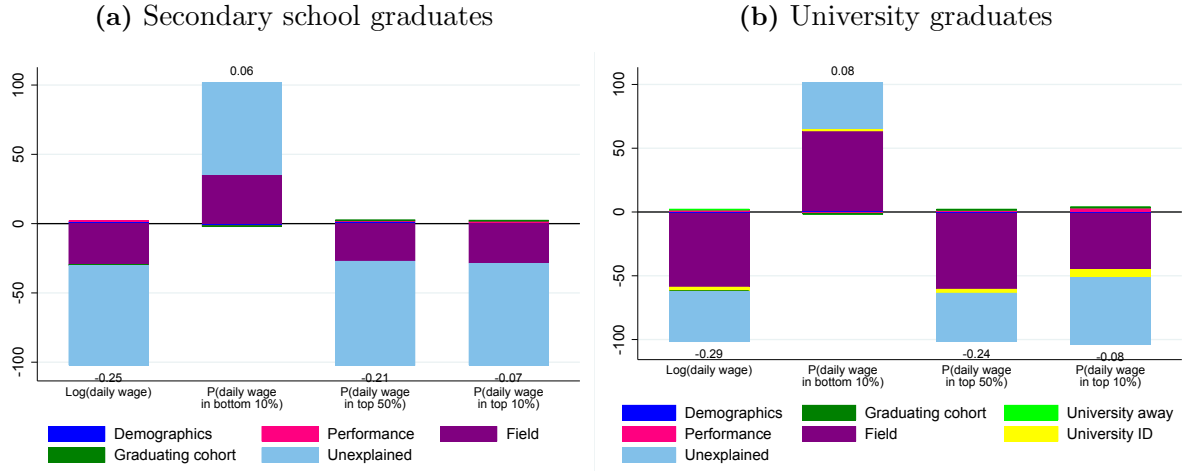 (a) Secondary school graduates
100
50
0
-50
-100
0.06
-0.25
-0.21
-0.07
Log(daily wage)
P(daily wage
in bottom 10%)
P(daily wage
in top 50%)
P(daily wage
in top 10%)
Demographics
Performance
Field
Graduating cohort
Unexplained
(b) University graduates
100
50
0
-50
-100
0.08
-0.29
-0.24
-0.08
Log(daily wage)
P(daily wage
in bottom 10%)
P(daily wage
in top 50%)
P(daily wage
in top 10%)
Demographics
Graduating cohort
University away
Performance
Field
University ID
Unexplained